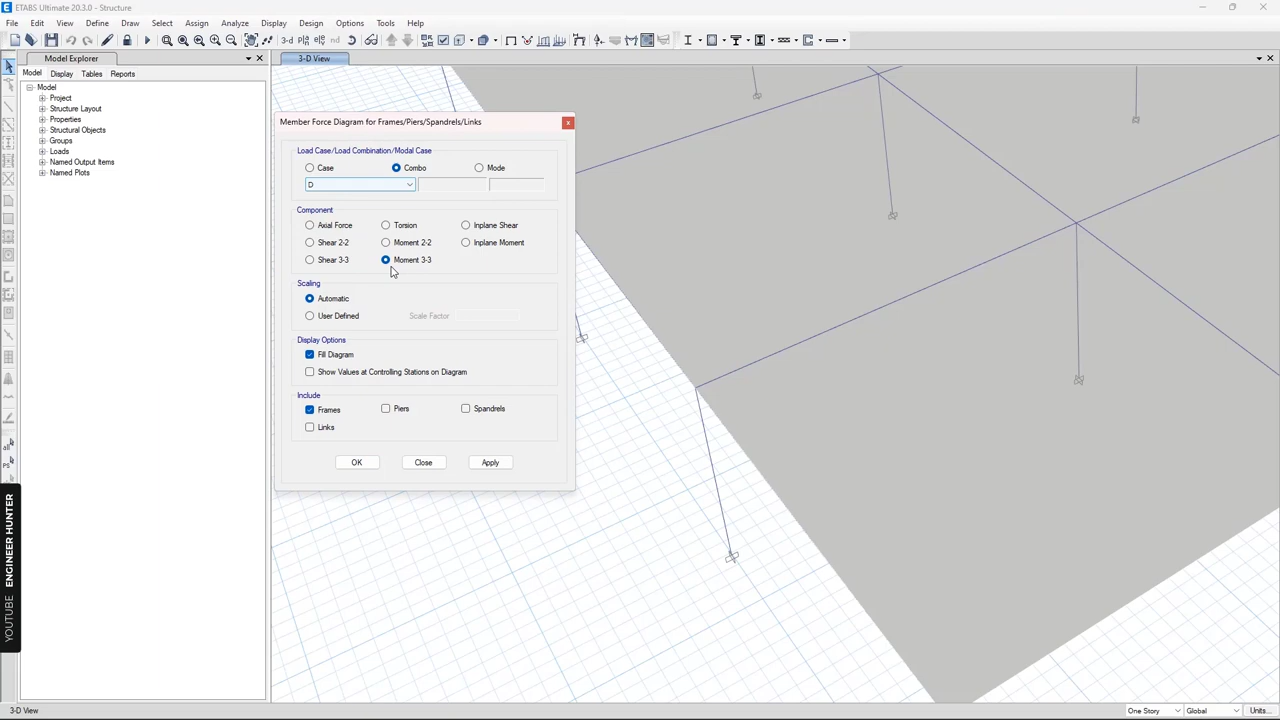 ETABS Ultimate 20.3.0 - Structure
File Edit View Define Draw Select Assign Analyze Display Design Options Tools Help
3-d
nd
Model Explorer
3-D View
Model Display Tables Reports
Model
Project
Structure Layout
Properties
Structural Objects
Groups
Loads
Named Output Items
Named Plots
Member Force Diagram for Frames/Piers/Spandrels/Links
Load Case/Load Combination/Modal Case
Case Combo Mode
D
Component
Axial Force Torsion Inplane Shear
Shear 2-2 Moment 2-2 Inplane Moment
Shear 3-3 Moment 3-3
Scaling
Automatic
User Defined Scale Factor
Display Options
Fill Diagram
Show Values at Controlling Stations on Diagram
Include
Frames Piers Spandrels
Links
OK Close Apply
all
PS
YOUTUBE ENGINEER HUNTER
3-D View
One Story Global Units...